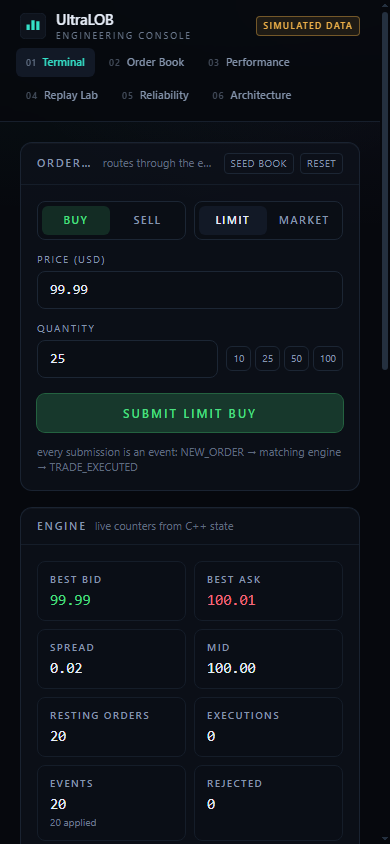 UltraLOB
ENGINEERING CONSOLE
SIMULATED DATA
01 Terminal 02 Order Book 03 Performance
04 Replay Lab 05 Reliability 06 Architecture
ORDER... routes through the e... SEED BOOK RESET
BUY SELL LIMIT MARKET
PRICE (USD)
99.99
QUANTITY
25 10 25 50 100
SUBMIT LIMIT BUY
every submission is an event: NEW_ORDER → matching engine
→ TRADE_EXECUTED
ENGINE live counters from C++ state
BEST BID BEST ASK
99.99 100.01
SPREAD MID
0.02 100.00
RESTING ORDERS EXECUTIONS
20 0
EVENTS REJECTED
20 0
20 applied